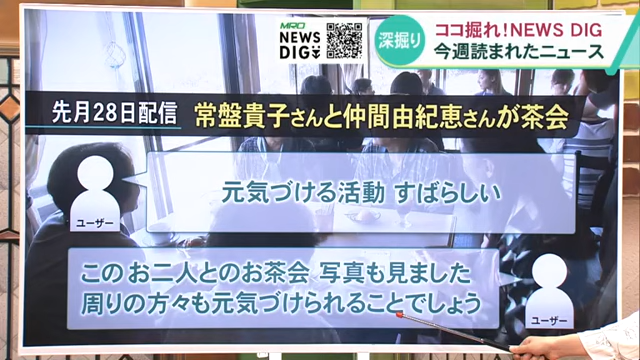 MRO
NEWS
DIG
深掘り
ココ掘れ！NEWS DIG
今週読まれたニュース
先月28日配信 常盤貴子さんと仲間由紀恵さんが茶会
元気づける活動 すばらしい
ユーザー
このお二人とのお茶会 写真も見ました
周りの方々も元気づけられることでしょう
ユーザー